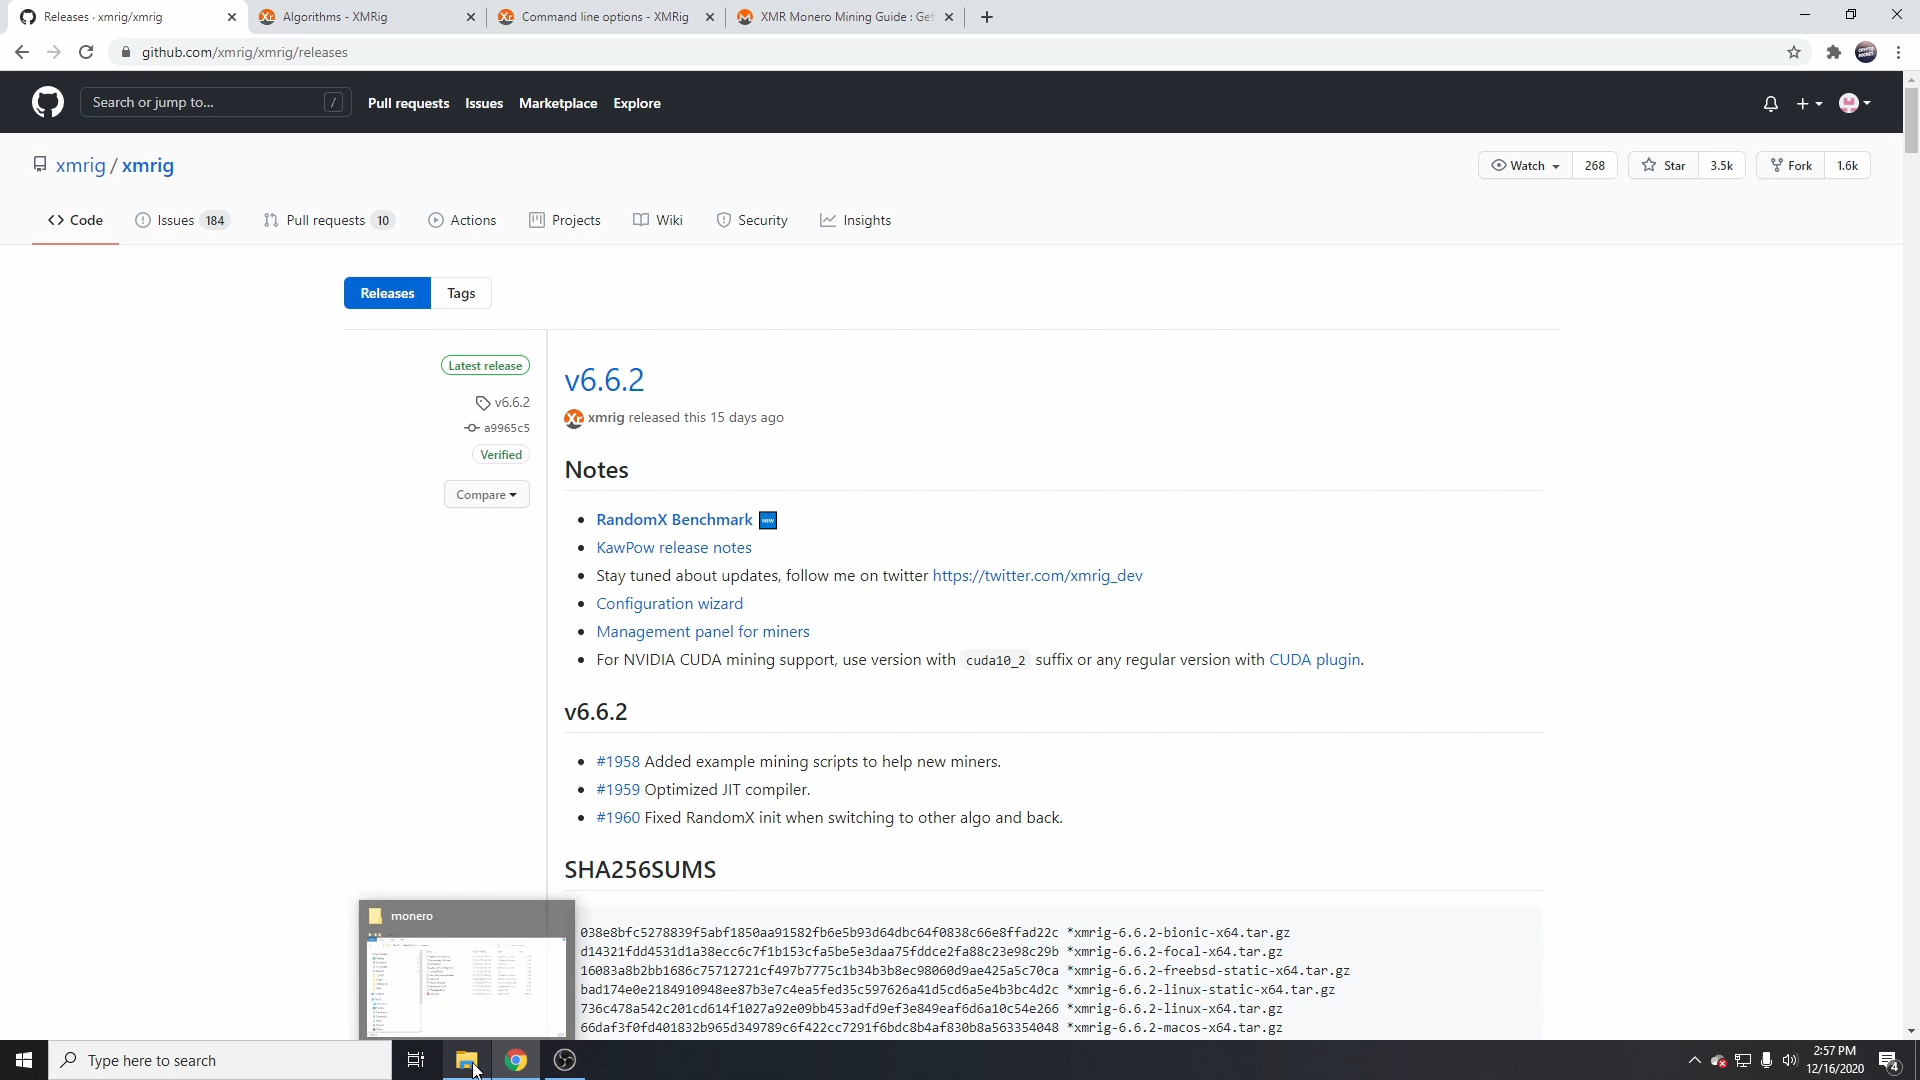 Releases · xmrig/xmrig
Algorithms - XMRig
Command line options - XMRig
XMR Monero Mining Guide : Get
github.com/xmrig/xmrig/releases
Search or jump to...
/
Pull requests
Issues
Marketplace
Explore
xmrig / xmrig
Watch
268
Star
3.5k
Fork
1.6k
Code
Issues 184
Pull requests 10
Actions
Projects
Wiki
Security
Insights
Releases
Tags
Latest release
v6.6.2
a9965c5
Verified
Compare
v6.6.2
xmrig released this 15 days ago
Notes
RandomX Benchmark NEW
KawPow release notes
Stay tuned about updates, follow me on twitter https://twitter.com/xmrig_dev
Configuration wizard
Management panel for miners
For NVIDIA CUDA mining support, use version with cuda10_2 suffix or any regular version with CUDA plugin.
v6.6.2
#1958 Added example mining scripts to help new miners.
#1959 Optimized JIT compiler.
#1960 Fixed RandomX init when switching to other algo and back.
SHA256SUMS
038e8bfc5278839f5abf1850aa91582fb6e5b93d64dbc64f0838c66e8ffad22c *xmrig-6.6.2-bionic-x64.tar.gz
d14321fdd4531d1a38ecc6c7f1b153cfa5be5e3daa75fddce2fa88c23e98c29b *xmrig-6.6.2-focal-x64.tar.gz
16083a8b2bb1686c75712721cf497b7775c1b34b3b8ec98060d9ae425a5c70ca *xmrig-6.6.2-freebsd-static-x64.tar.gz
bad174e0e2184910948ee87b3e7c4ea5fed35c597626a41d5cd6a5e4b3bc4d2c *xmrig-6.6.2-linux-static-x64.tar.gz
736c478a542c201cd614f1027a92e09bb453adfd9ef3e849eaf6d6a10c54e266 *xmrig-6.6.2-linux-x64.tar.gz
66daf3f0fd401832b965d349789c6f422cc7291f6bdc8b4af830b8a563354048 *xmrig-6.6.2-macos-x64.tar.gz
monero
Type here to search
2:57 PM
12/16/2020
4